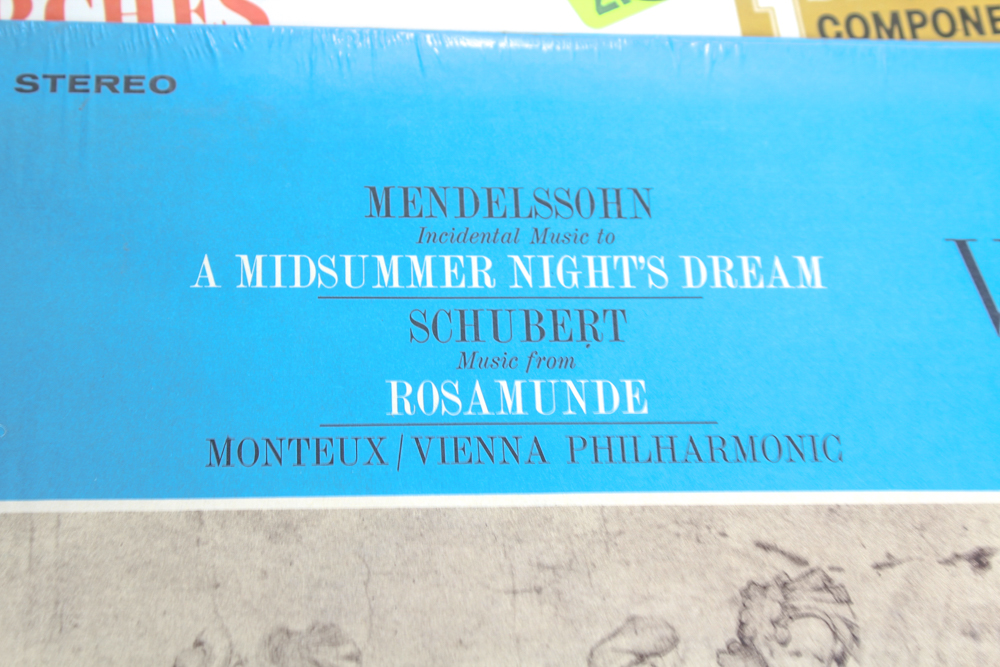 COMPONE
STEREO
MENDELSSOHN
Incidental Music to
A MIDSUMMER NIGHT'S DREAM
SCHUBERT
Music from
ROSAMUNDE
MONTEUX/VIENNA PHILHARMONIC